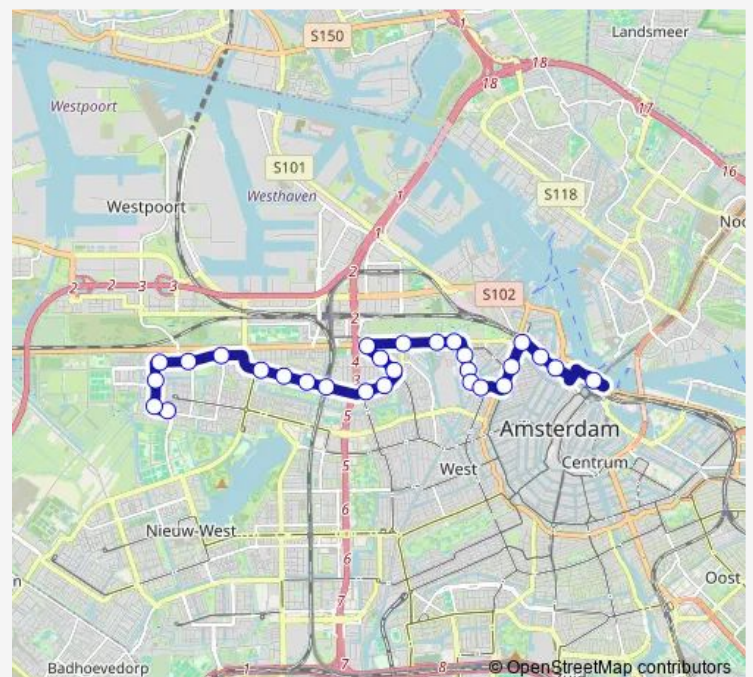 S150
1
Landsmeer
18
18
Westpoort
17
S101
1
Westhaven
16
S118
Westpoort
1
Noo
2
2
3
3
2
S102
2
4
3
5
Amsterdam
West
Centrum
5
6
Nieuw-West
n
6
Oost
7
Badhoevedorp
1
7
8
© OpenStreetMap contributors